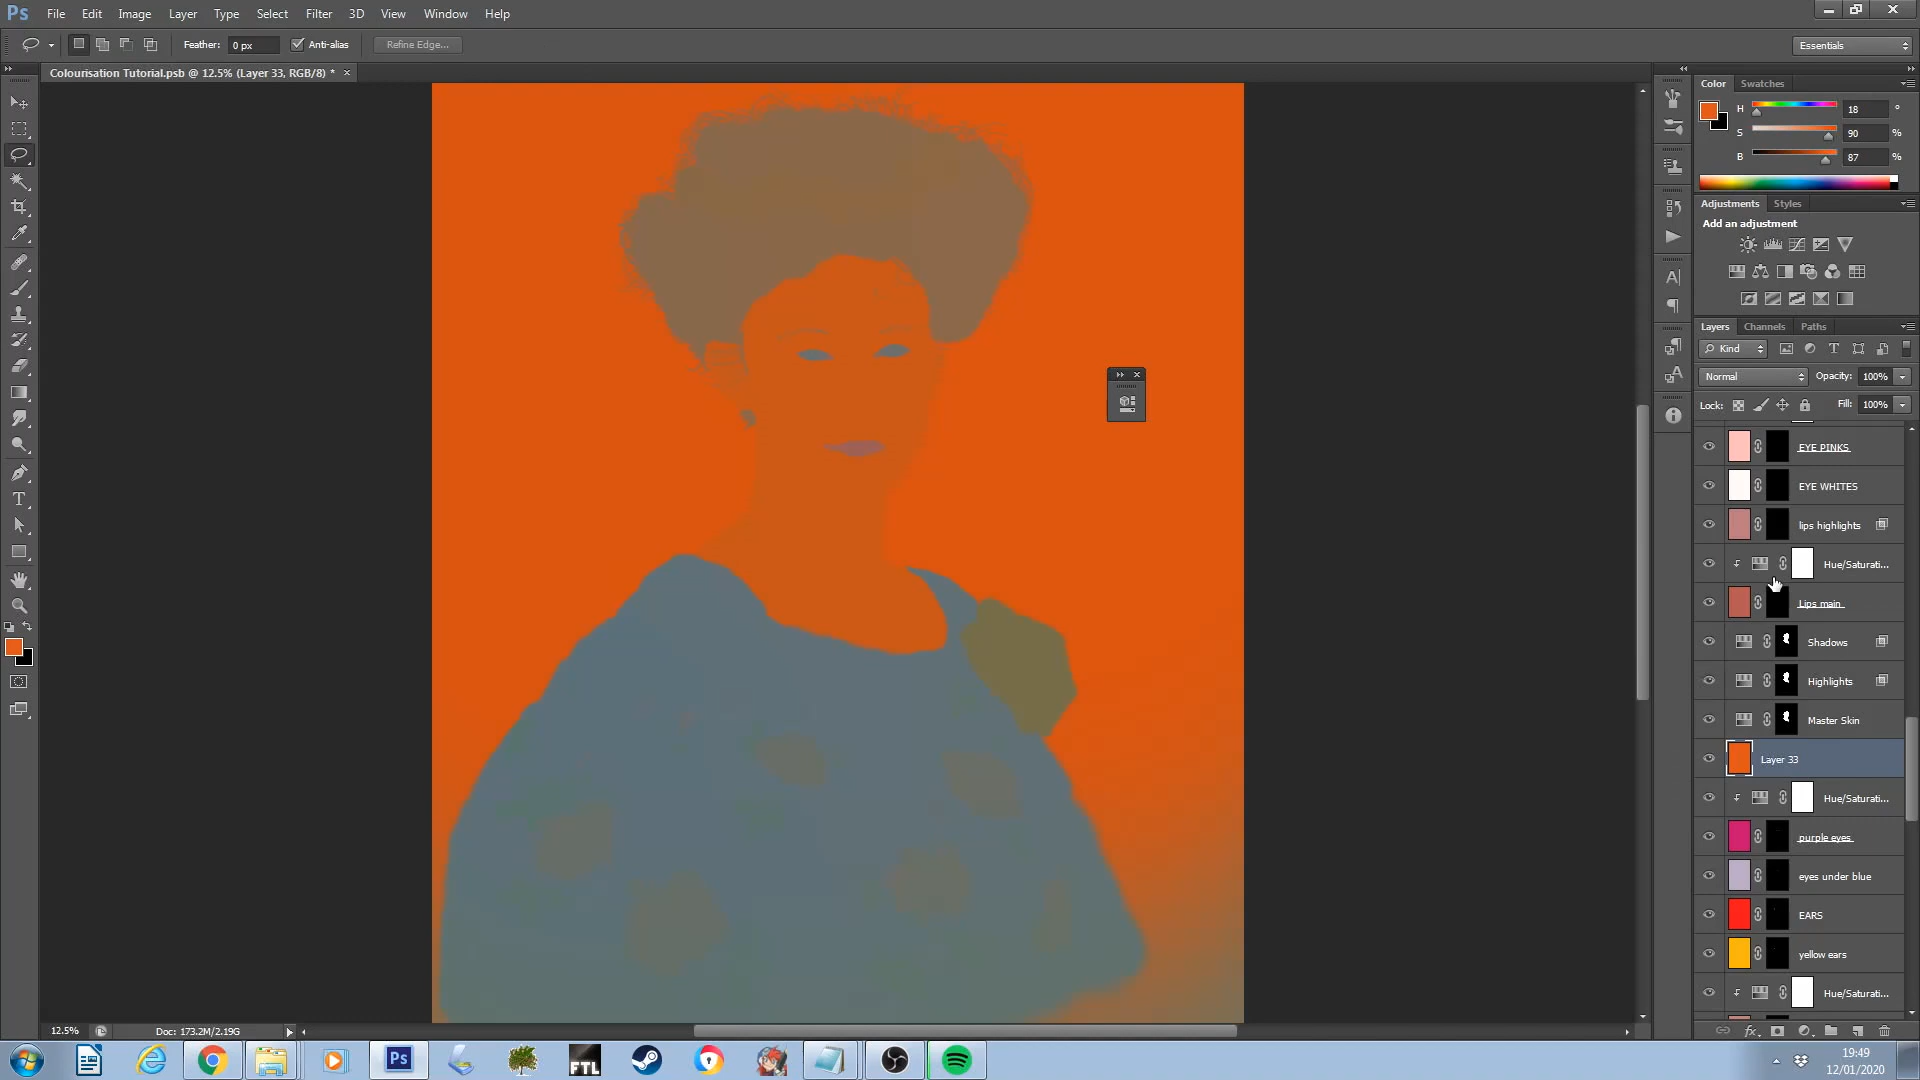 Ps File Edit Image Layer Type Select Filter 3D View Window Help
Feather: 0 px Anti-alias Refine Edge... Essentials
Colourisation Tutorial.psb @ 12.5% (Layer 33, RGB/8) * ×
Color Swatches
H 18 °
S 90 %
B 87 %
Adjustments Styles
Add an adjustment
Layers Channels Paths
Kind
Normal Opacity: 100%
Lock: Fill: 100%
EYE PINKS
EYE WHITES
lips highlights
Hue/Saturati...
Lips main
Shadows
Highlights
Master Skin
Layer 33
Hue/Saturati...
purple eyes
eyes under blue
EARS
yellow ears
Hue/Saturati...
12.5% Doc: 173.2M/2.19G
Ps FTL
19:49
12/01/2020